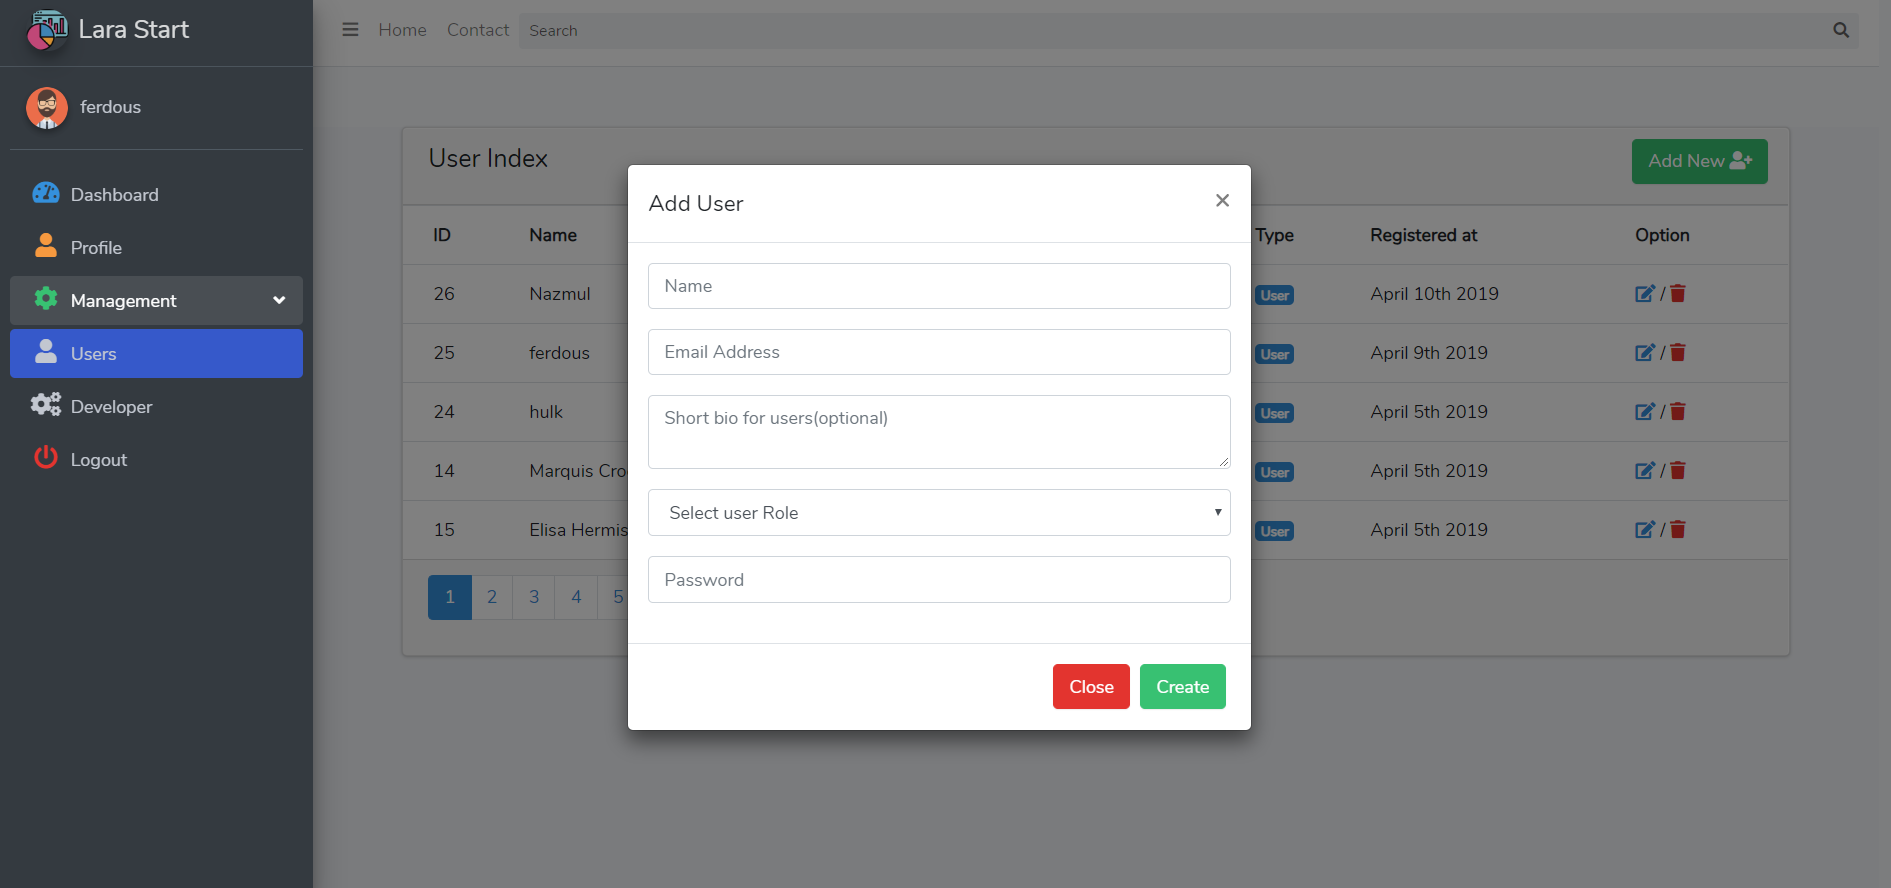 Lara Start
Home Contact Search
ferdous
Dashboard
Profile
Management
Users
Developer
Logout
User Index
Add New
ID Name Type Registered at Option
26 Nazmul User April 10th 2019 /
25 ferdous User April 9th 2019 /
24 hulk User April 5th 2019 /
14 Marquis Cro User April 5th 2019 /
15 Elisa Hermis User April 5th 2019 /
1 2 3 4 5
Add User ×
Name
Email Address
Short bio for users(optional)
Select user Role
Password
Close Create